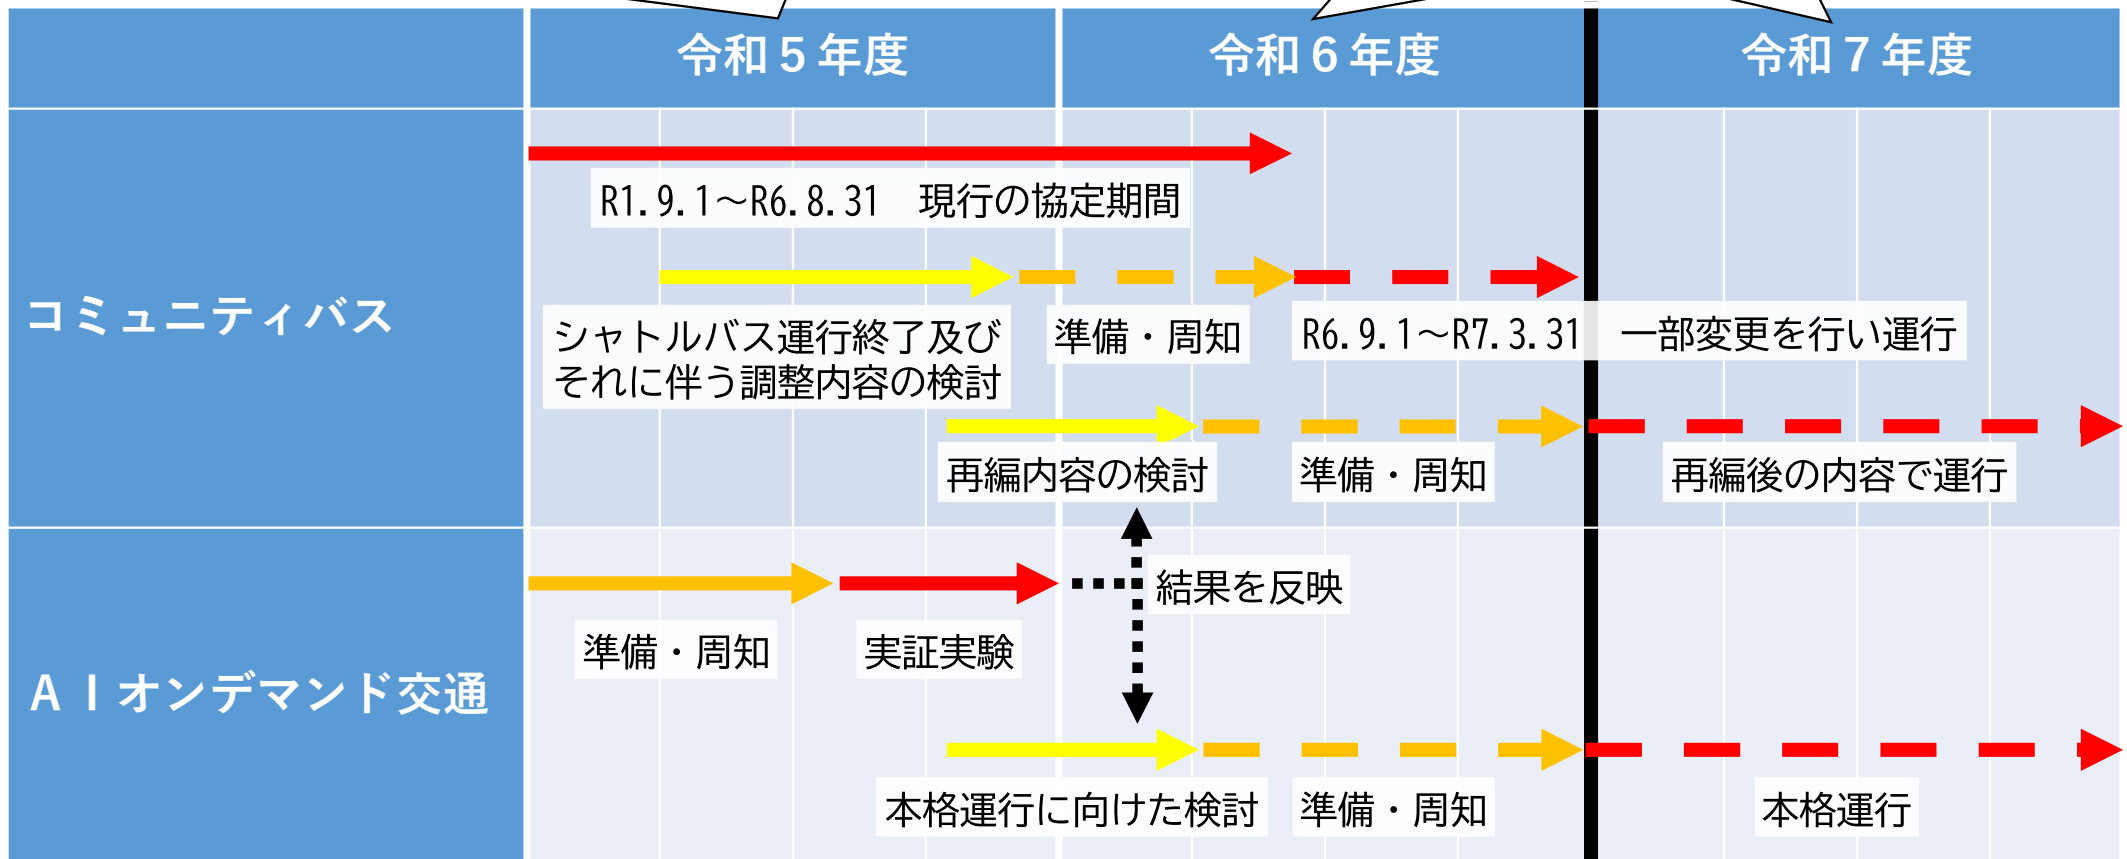 令和５年度
令和６年度
令和７年度
コミュニティバス
R1.9.1～R6.8.31　現行の協定期間
シャトルバス運行終了及び
それに伴う調整内容の検討
準備・周知
R6.9.1～R7.3.31　一部変更を行い運行
再編内容の検討
準備・周知
再編後の内容で運行
ＡＩオンデマンド交通
準備・周知
実証実験
結果を反映
本格運行に向けた検討
準備・周知
本格運行